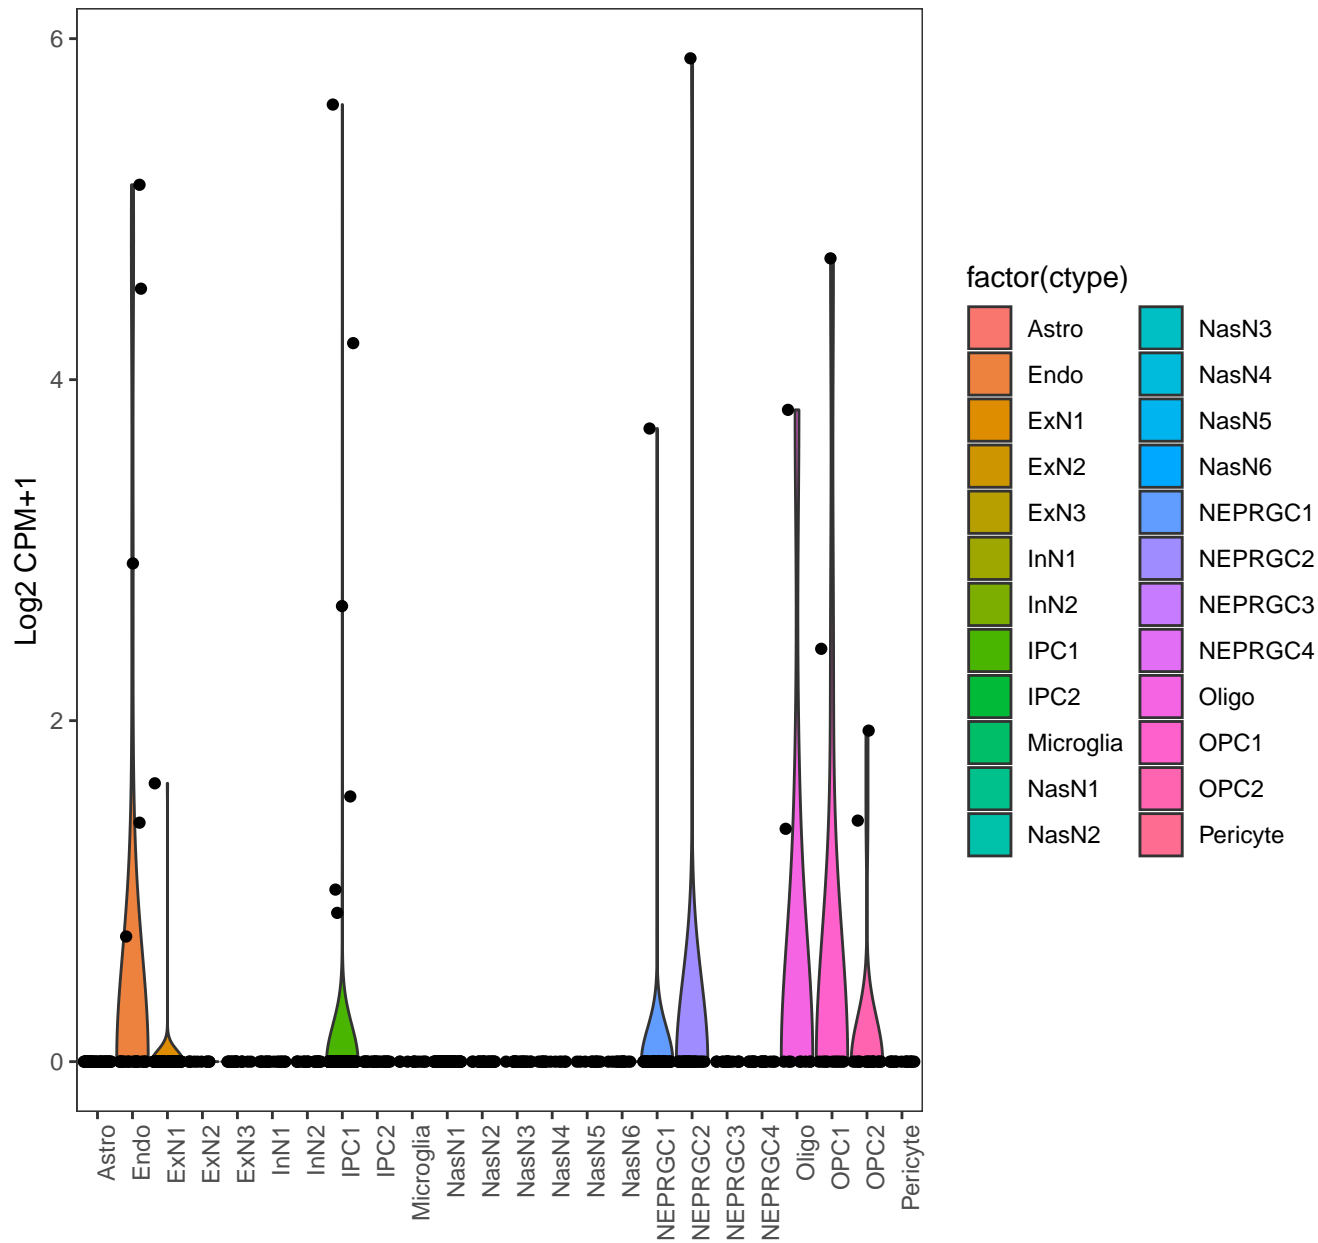 6
4
2
0
Log2 CPM+1
Astro
Endo
ExN1
ExN2
ExN3
InN1
InN2
IPC1
IPC2
Microglia
NasN1
NasN2
NasN3
NasN4
NasN5
NasN6
NEPRGC1
NEPRGC2
NEPRGC3
NEPRGC4
Oligo
OPC1
OPC2
Pericyte
factor(ctype)
Astro
Endo
ExN1
ExN2
ExN3
InN1
InN2
IPC1
IPC2
Microglia
NasN1
NasN2
NasN3
NasN4
NasN5
NasN6
NEPRGC1
NEPRGC2
NEPRGC3
NEPRGC4
Oligo
OPC1
OPC2
Pericyte